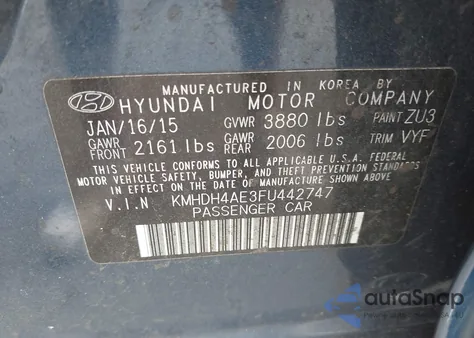 MANUFACTURED IN KOREA BY
HYUNDAI MOTOR COMPANY
JAN/16/15 GVWR 3880 lbs PAINT ZU3
GAWR FRONT 2161 lbs GAWR REAR 2006 lbs TRIM VYF
THIS VEHICLE CONFORMS TO ALL APPLICABLE U.S.A. FEDERAL
MOTOR VEHICLE SAFETY, BUMPER, AND THEFT PREVENTION STANDARDS
IN EFFECT ON THE DATE OF MANUFACTURE SHOWN ABOVE.
V.I.N KMHDH4AE3FU442747
PASSENGER CAR
autoSnap